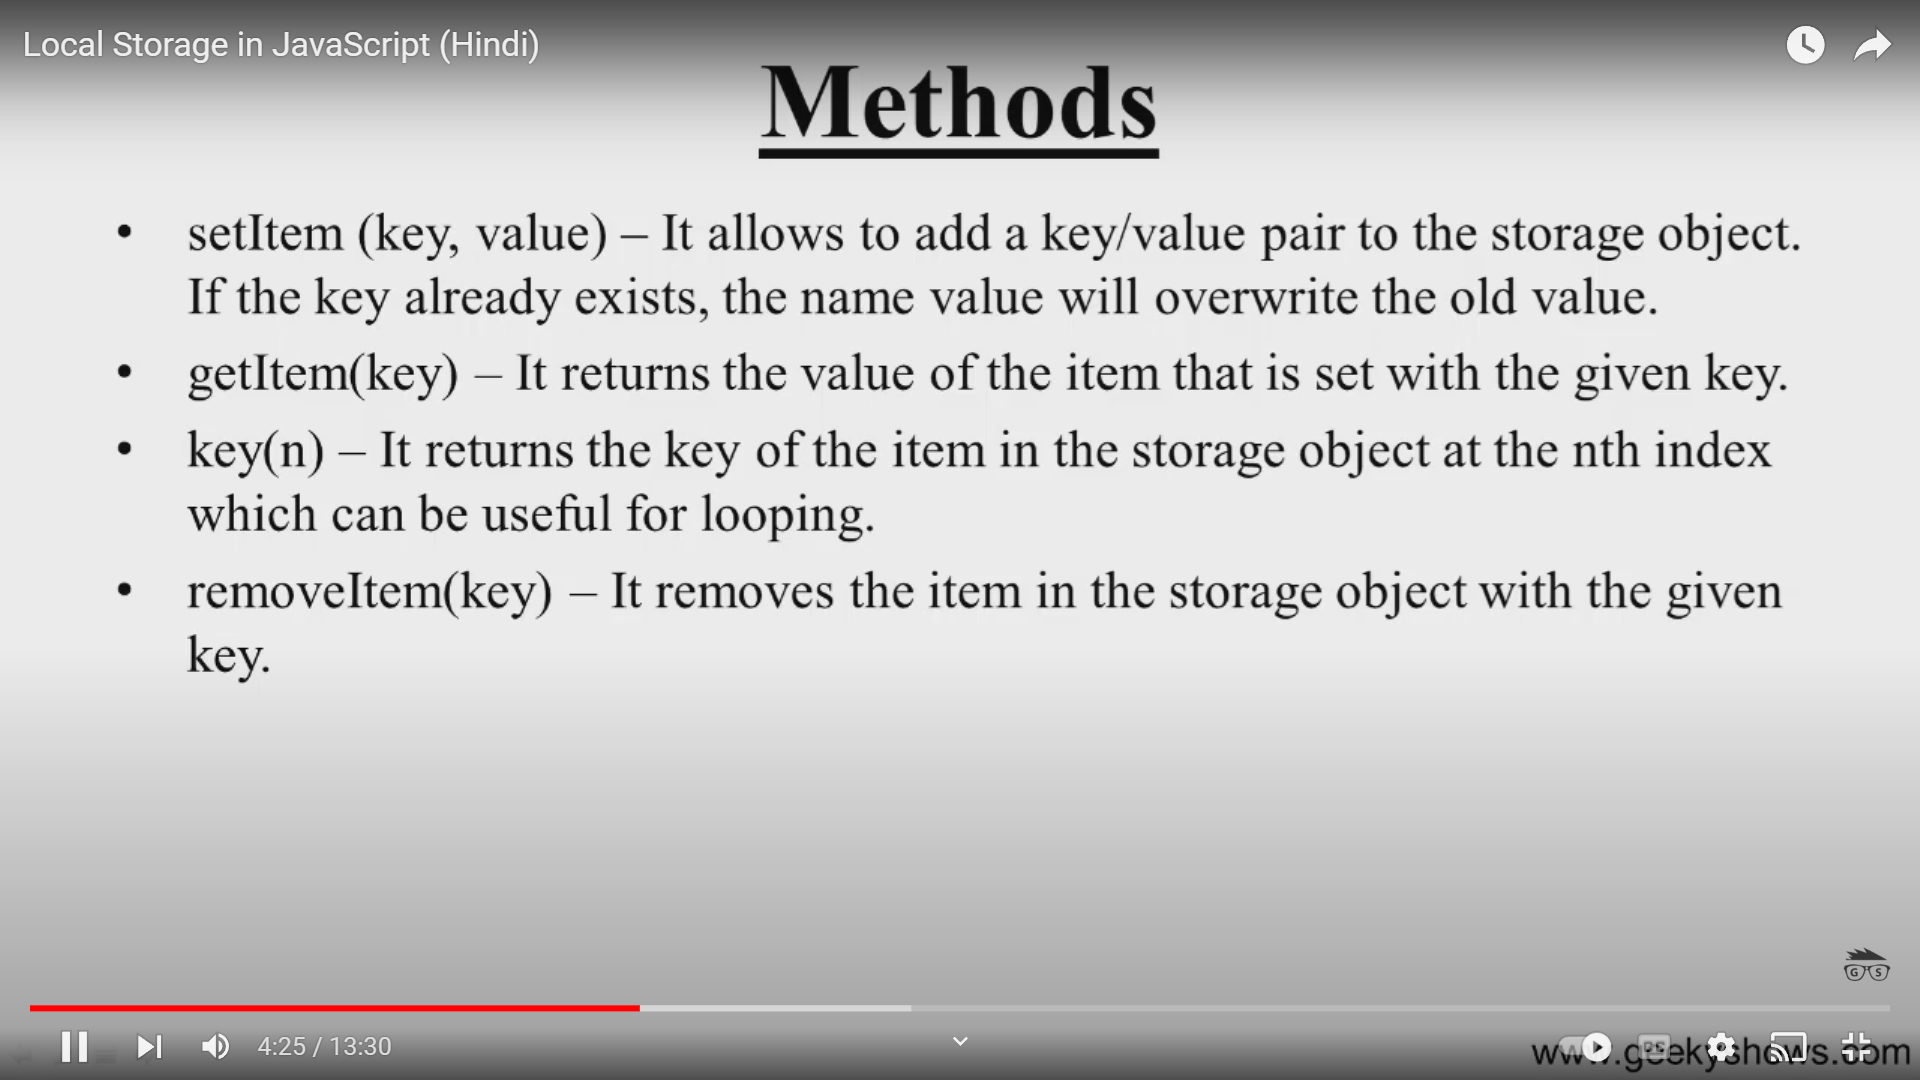 Local Storage in JavaScript (Hindi)
Methods
• setItem (key, value) – It allows to add a key/value pair to the storage object.
If the key already exists, the name value will overwrite the old value.
• getItem(key) – It returns the value of the item that is set with the given key.
• key(n) – It returns the key of the item in the storage object at the nth index
which can be useful for looping.
• removeItem(key) – It removes the item in the storage object with the given
key.
G S
4:25 / 13:30
www.geekyshows.com